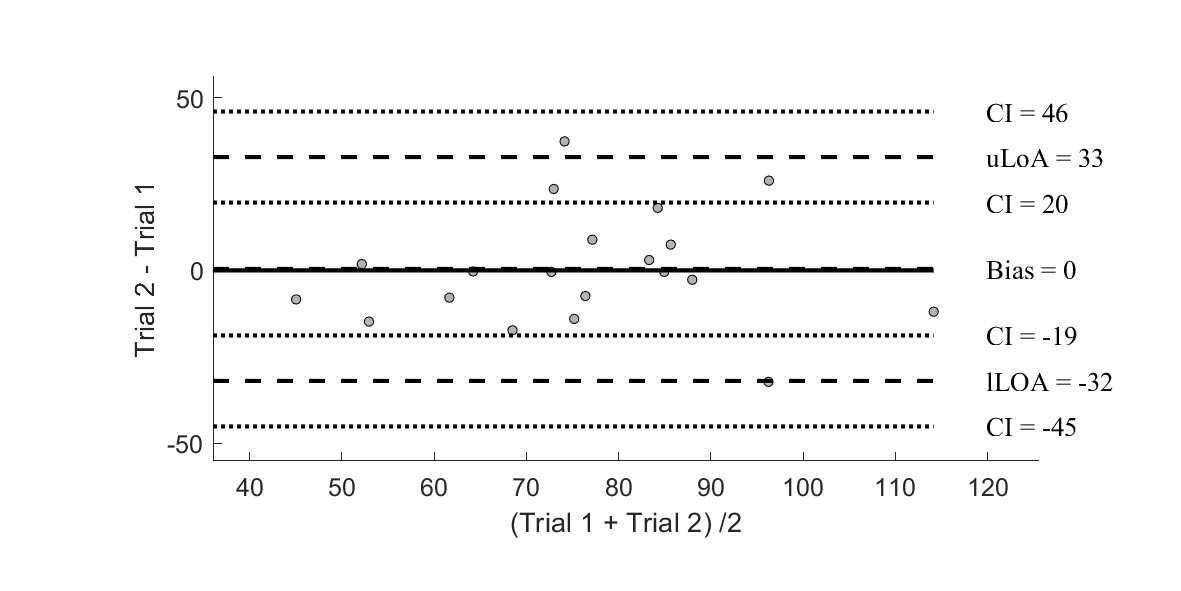 50
0
-50
Trial 2 - Trial 1
40 50 60 70 80 90 100 110 120
(Trial 1 + Trial 2) /2
CI = 46
uLoA = 33
CI = 20
Bias = 0
CI = -19
lLOA = -32
CI = -45